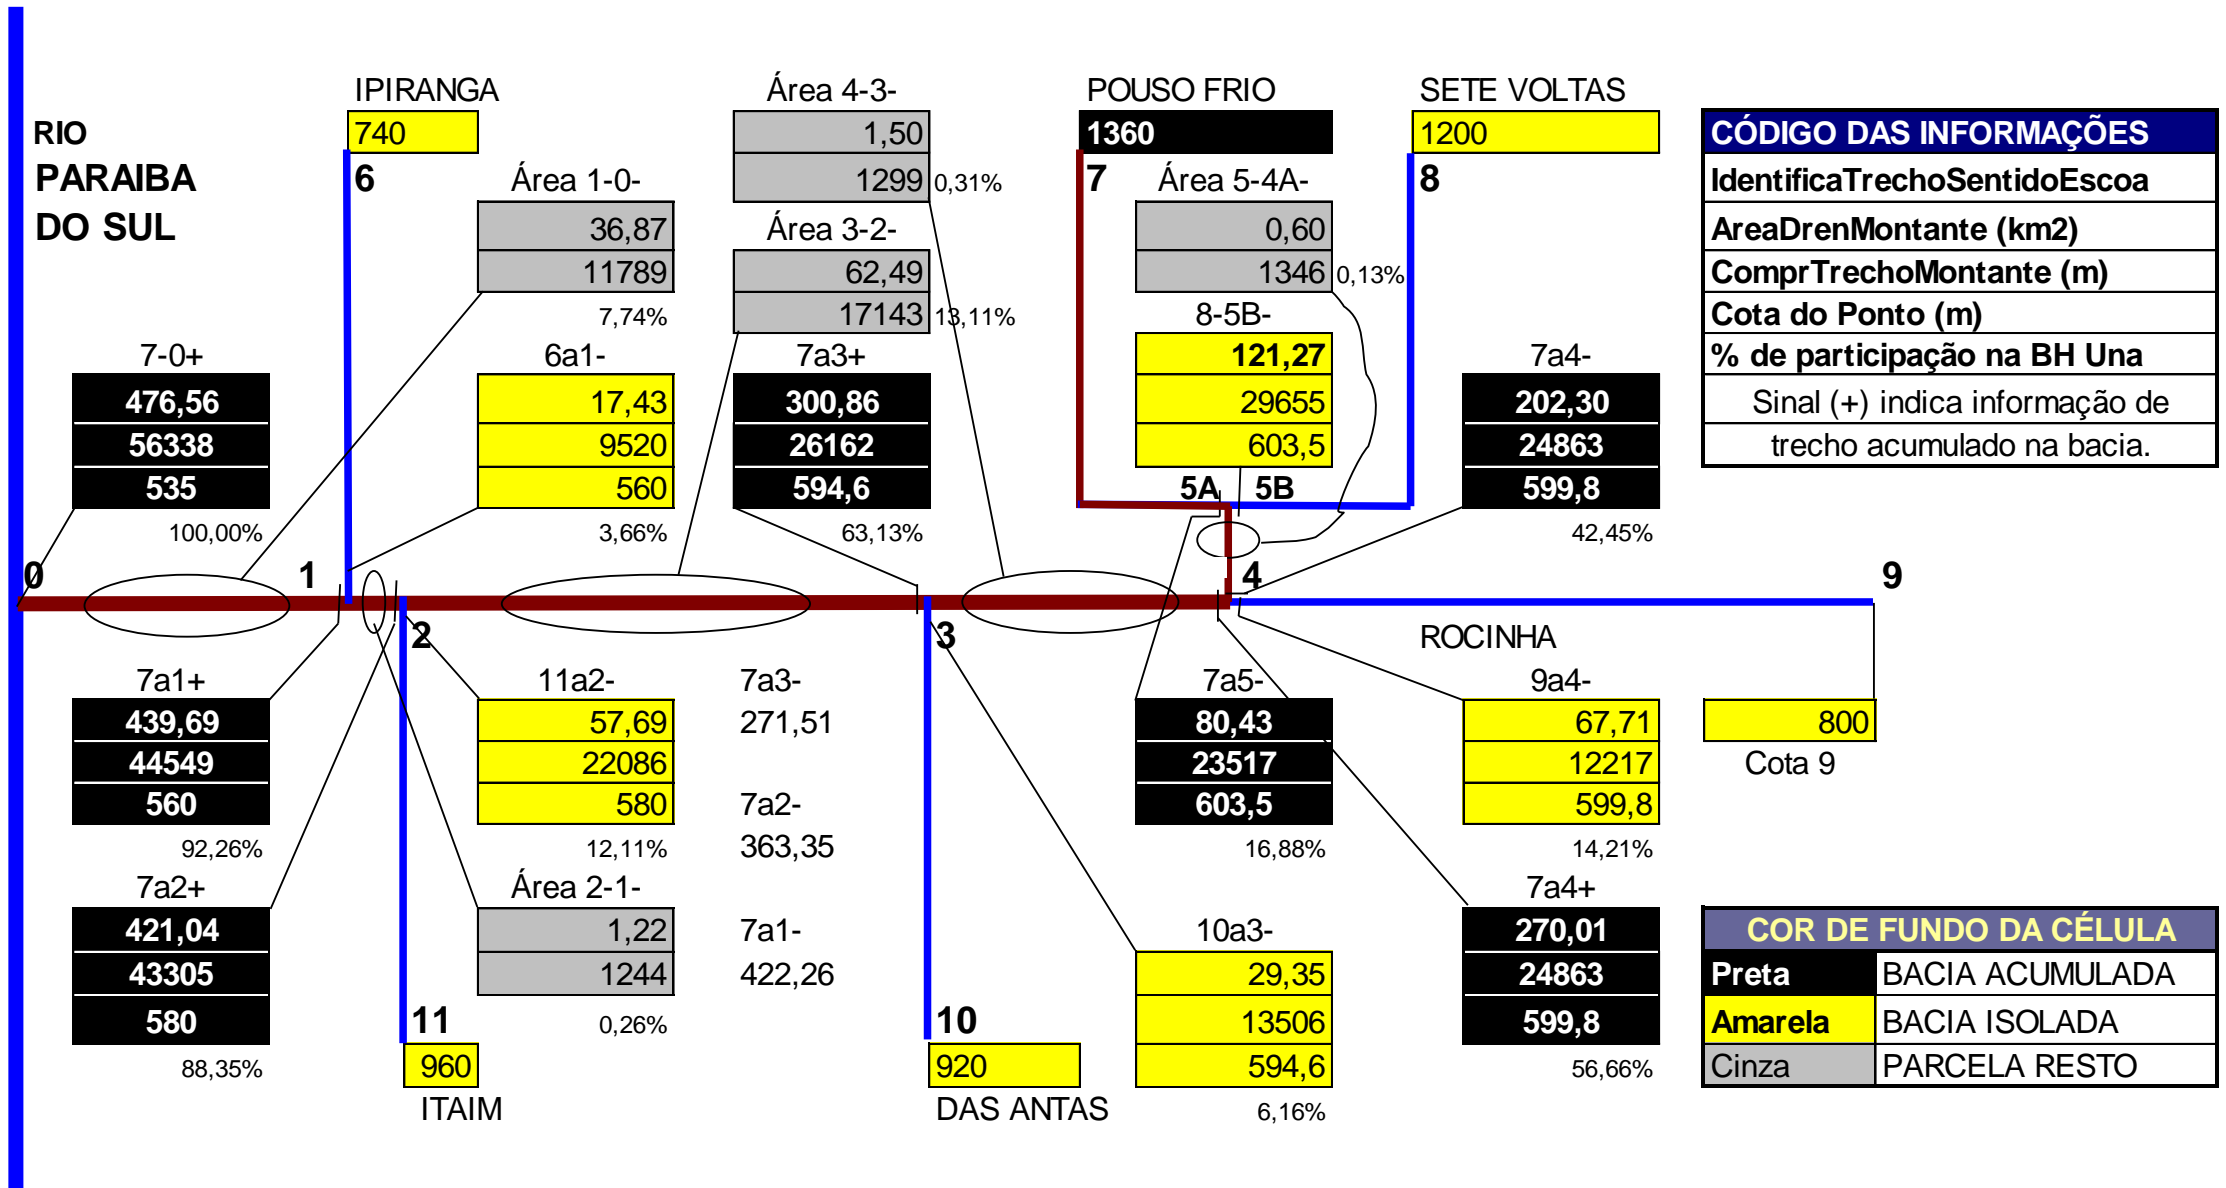 IPIRANGA
Área 4-3-
POUSO FRIO
SETE VOLTAS
RIO
PARAIBA
DO SUL
740
1,50
1360
1200
CÓDIGO DAS INFORMAÇÕES
6
Área 1-0-
1299 0,31%
7
Área 5-4A-
8
IdentificaTrechoSentidoEscoa
36,87
Área 3-2-
0,60
AreaDrenMontante (km2)
11789
62,49
1346 0,13%
ComprTrechoMontante (m)
7,74%
17143 13,11%
8-5B-
Cota do Ponto (m)
7-0+
6a1-
7a3+
121,27
7a4-
% de participação na BH Una
476,56
17,43
300,86
29655
202,30
Sinal (+) indica informação de
56338
9520
26162
603,5
24863
trecho acumulado na bacia.
535
560
594,6
5A
5B
599,8
100,00%
3,66%
63,13%
42,45%
0
1
4
9
2
3
ROCINHA
7a1+
11a2-
7a3-
7a5-
9a4-
439,69
57,69
271,51
80,43
67,71
800
44549
22086
23517
12217
Cota 9
560
580
7a2-
603,5
599,8
92,26%
12,11%
363,35
16,88%
14,21%
7a2+
Área 2-1-
7a4+
421,04
1,22
7a1-
10a3-
270,01
COR DE FUNDO DA CÉLULA
43305
1244
422,26
29,35
24863
Preta
BACIA ACUMULADA
580
11
0,26%
10
13506
599,8
Amarela
BACIA ISOLADA
88,35%
960
920
594,6
56,66%
Cinza
PARCELA RESTO
ITAIM
DAS ANTAS
6,16%